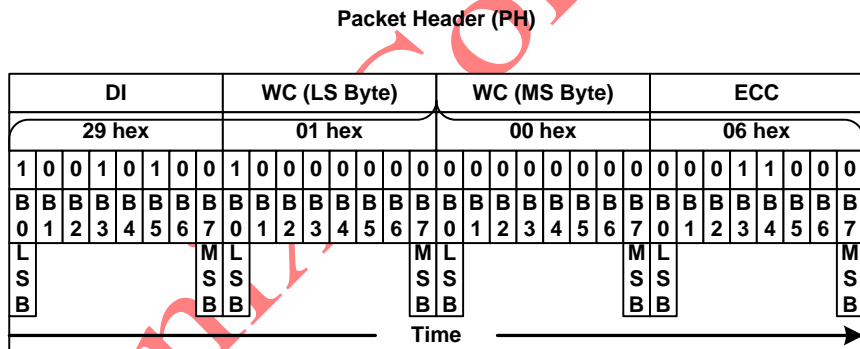 Packet Header (PH)
DI WC (LS Byte) WC (MS Byte) ECC
29 hex 01 hex 00 hex 06 hex
1 0 0 1 0 1 0 0 1 0 0 0 0 0 0 0 0 0 0 0 0 0 0 0 0 0 0 1 1 0 0 0
B B B B B B B B B B B B B B B B B B B B B B B B B B B B B B B B
0 1 2 3 4 5 6 7 0 1 2 3 4 5 6 7 0 1 2 3 4 5 6 7 0 1 2 3 4 5 6 7
L M L M L M L M
S S S S S S S S
B B B B B B B B
Time